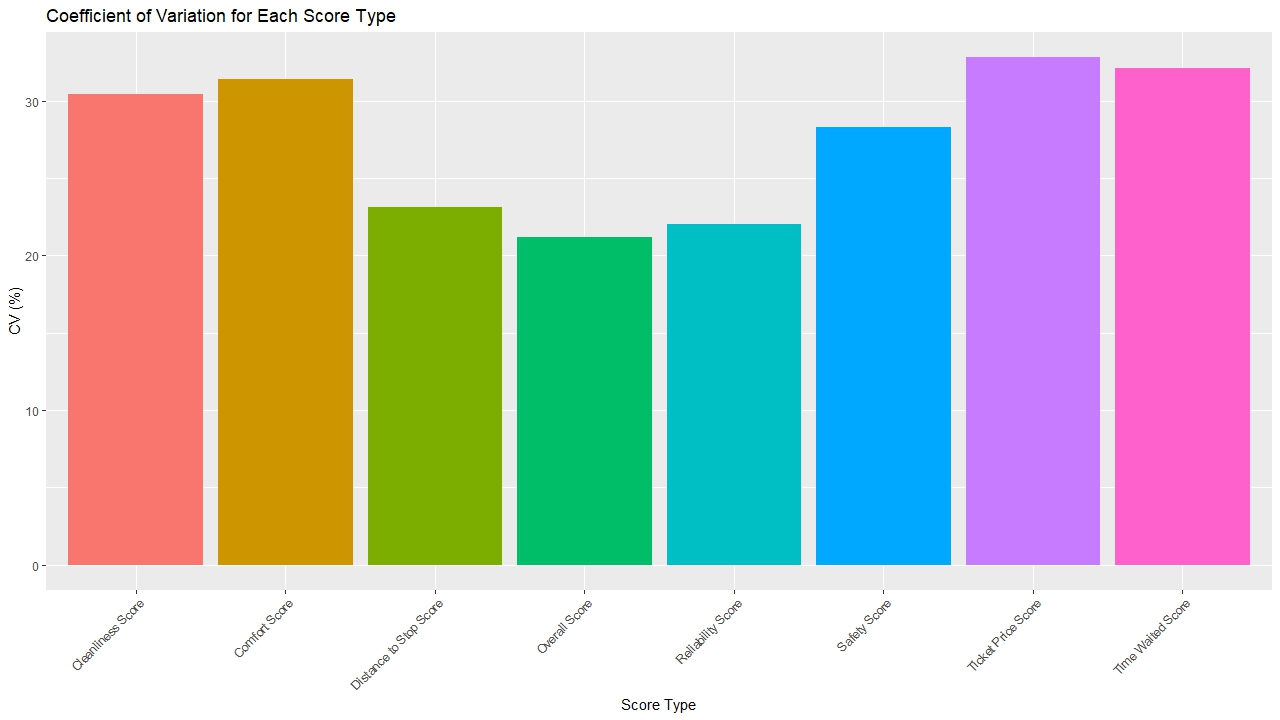 Coefficient of Variation for Each Score Type
CV (%)
30
20
10
0
Cleanliness Score
Comfort Score
Distance to Stop Score
Overall Score
Reliability Score
Safety Score
Ticket Price Score
Time Waited Score
Score Type